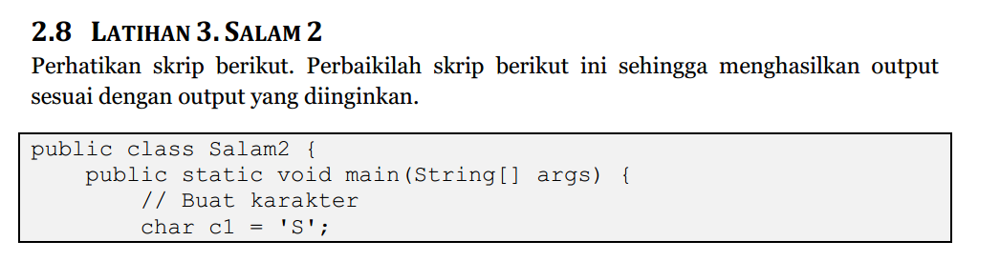 2.8 LATIHAN 3. SALAM 2
Perhatikan skrip berikut. Perbaikilah skrip berikut ini sehingga menghasilkan output
sesuai dengan output yang diinginkan.
public class Salam2 {
    public static void main(String[] args) {
        // Buat karakter
        char c1 = 'S';